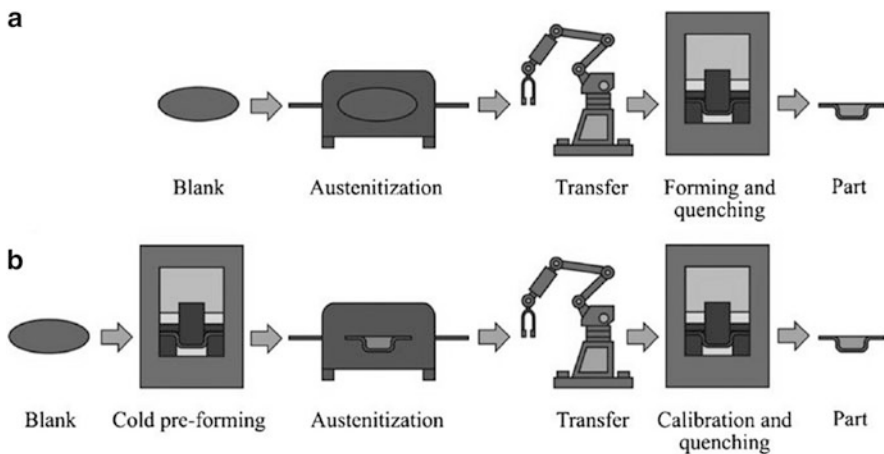 a
Blank
Austenitization
Transfer
Forming and
quenching
Part
b
Blank
Cold pre-forming
Austenitization
Transfer
Calibration and
quenching
Part